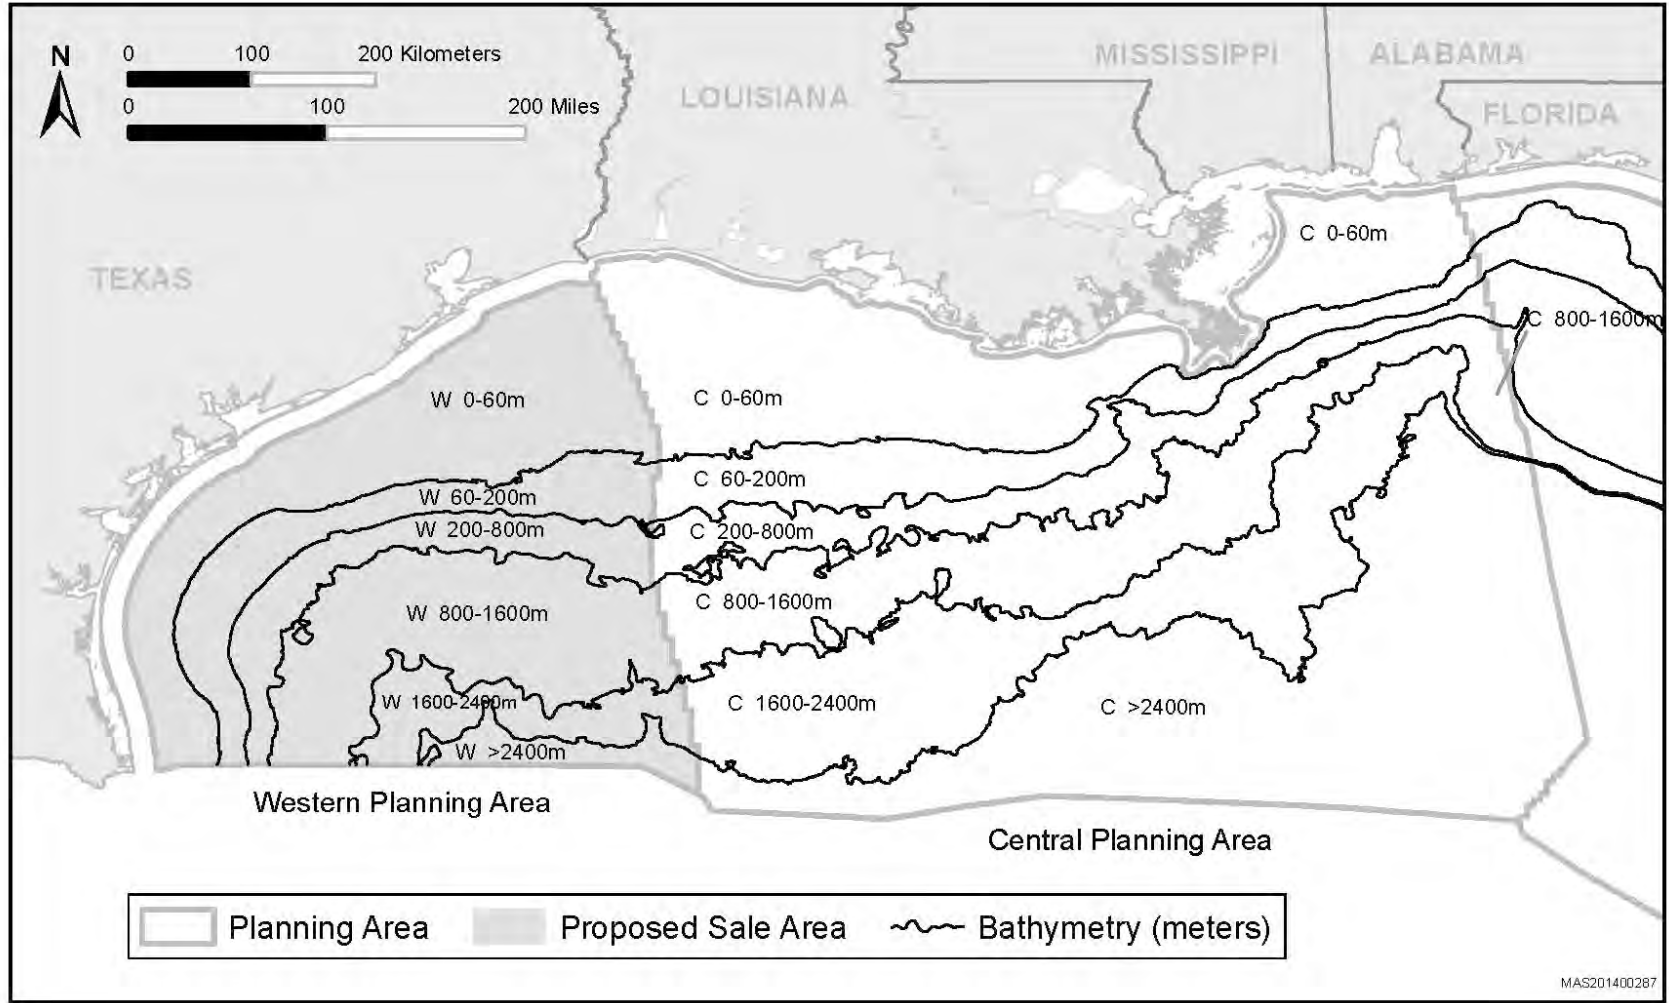 N
0 100 200 Kilometers
0 100 200 Miles
MISSISSIPPI
ALABAMA
LOUISIANA
FLORIDA
TEXAS
C 0-60m
C 800-1600m
W 0-60m
C 0-60m
C 60-200m
W 60-200m
W 200-800m
C 200-800m
C 800-1600m
W 800-1600m
W 1600-2400m
C 1600-2400m
C >2400m
W >2400m
Western Planning Area
Central Planning Area
Planning Area
Proposed Sale Area
Bathymetry (meters)
MAS201400287